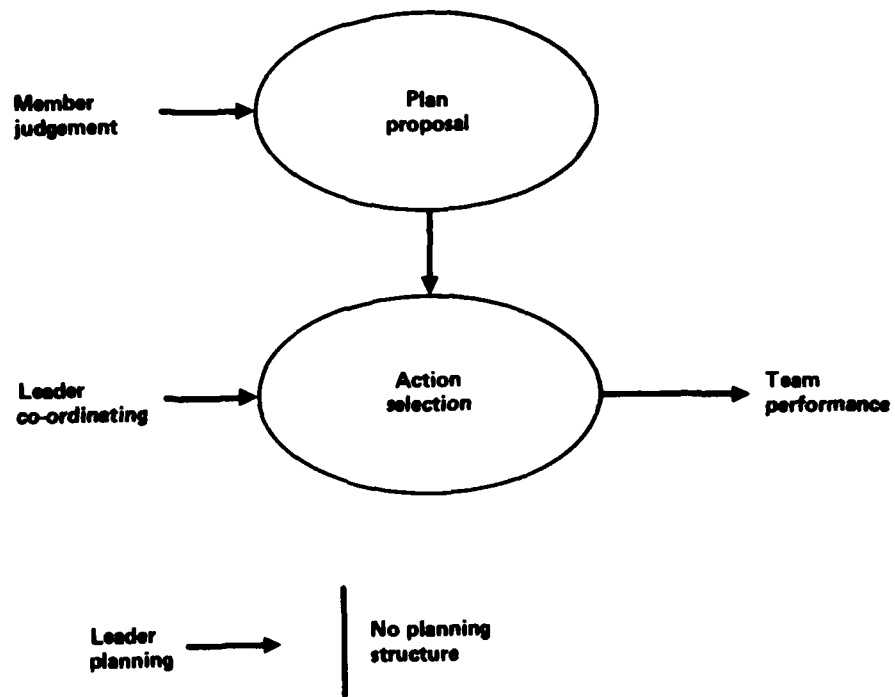 Member
judgement
Plan
proposal
Leader
co-ordinating
Action
selection
Team
performance
Leader
planning
No planning
structure